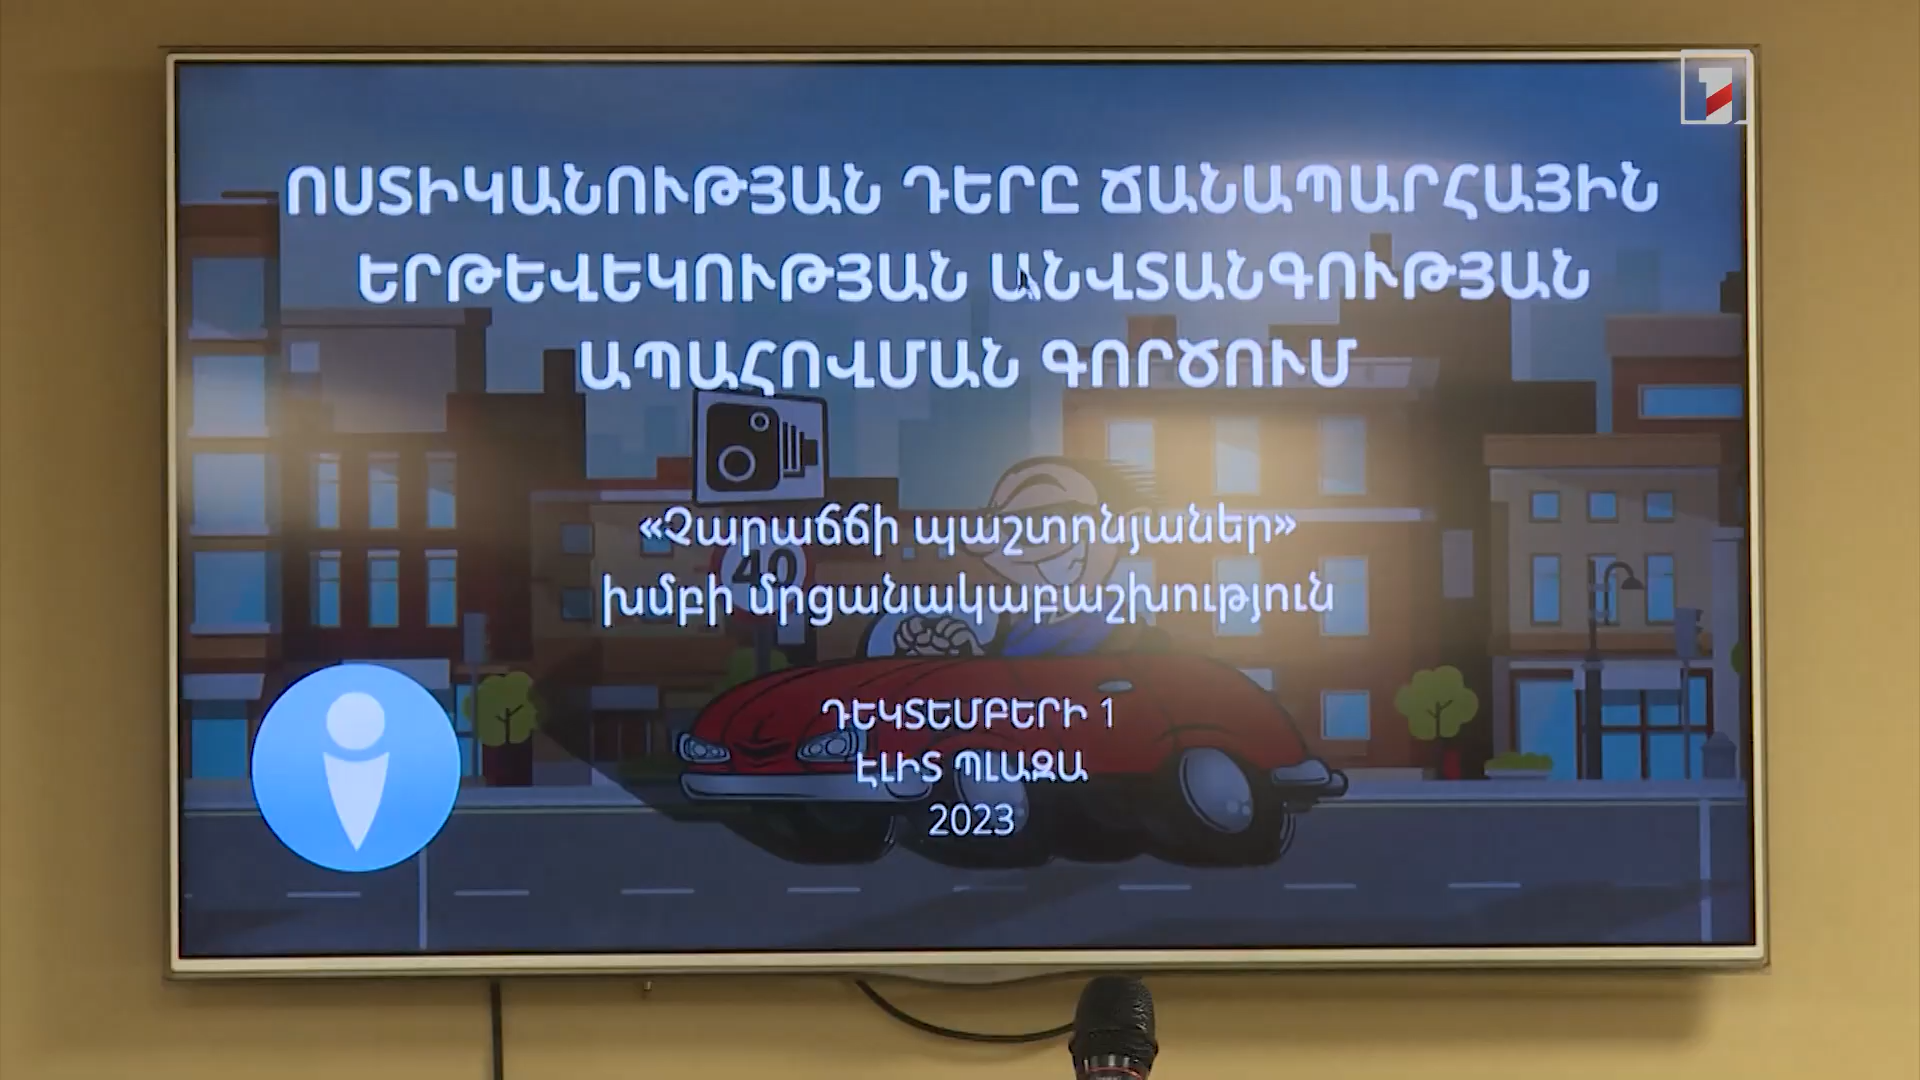 ՈՍՏԻԿԱՆՈՒԹՅԱՆ ԴԵՐԸ ՃԱՆԱՊԱՐՀԱՅԻՆ
ԵՐԹԵՎԵԿՈՒԹՅԱՆ ԱՆՎՏԱՆԳՈՒԹՅԱՆ
ԱՊԱՀՈՎՄԱՆ ԳՈՐԾՈՒՄ
«Չարաճճի պաշտոնյաներ»
40
խմբի մրցանակաբաշխություն
ԴԵԿՏԵՄԲԵՐԻ 1
ԷԼԻՏ ՊԼԱԶԱ
2023